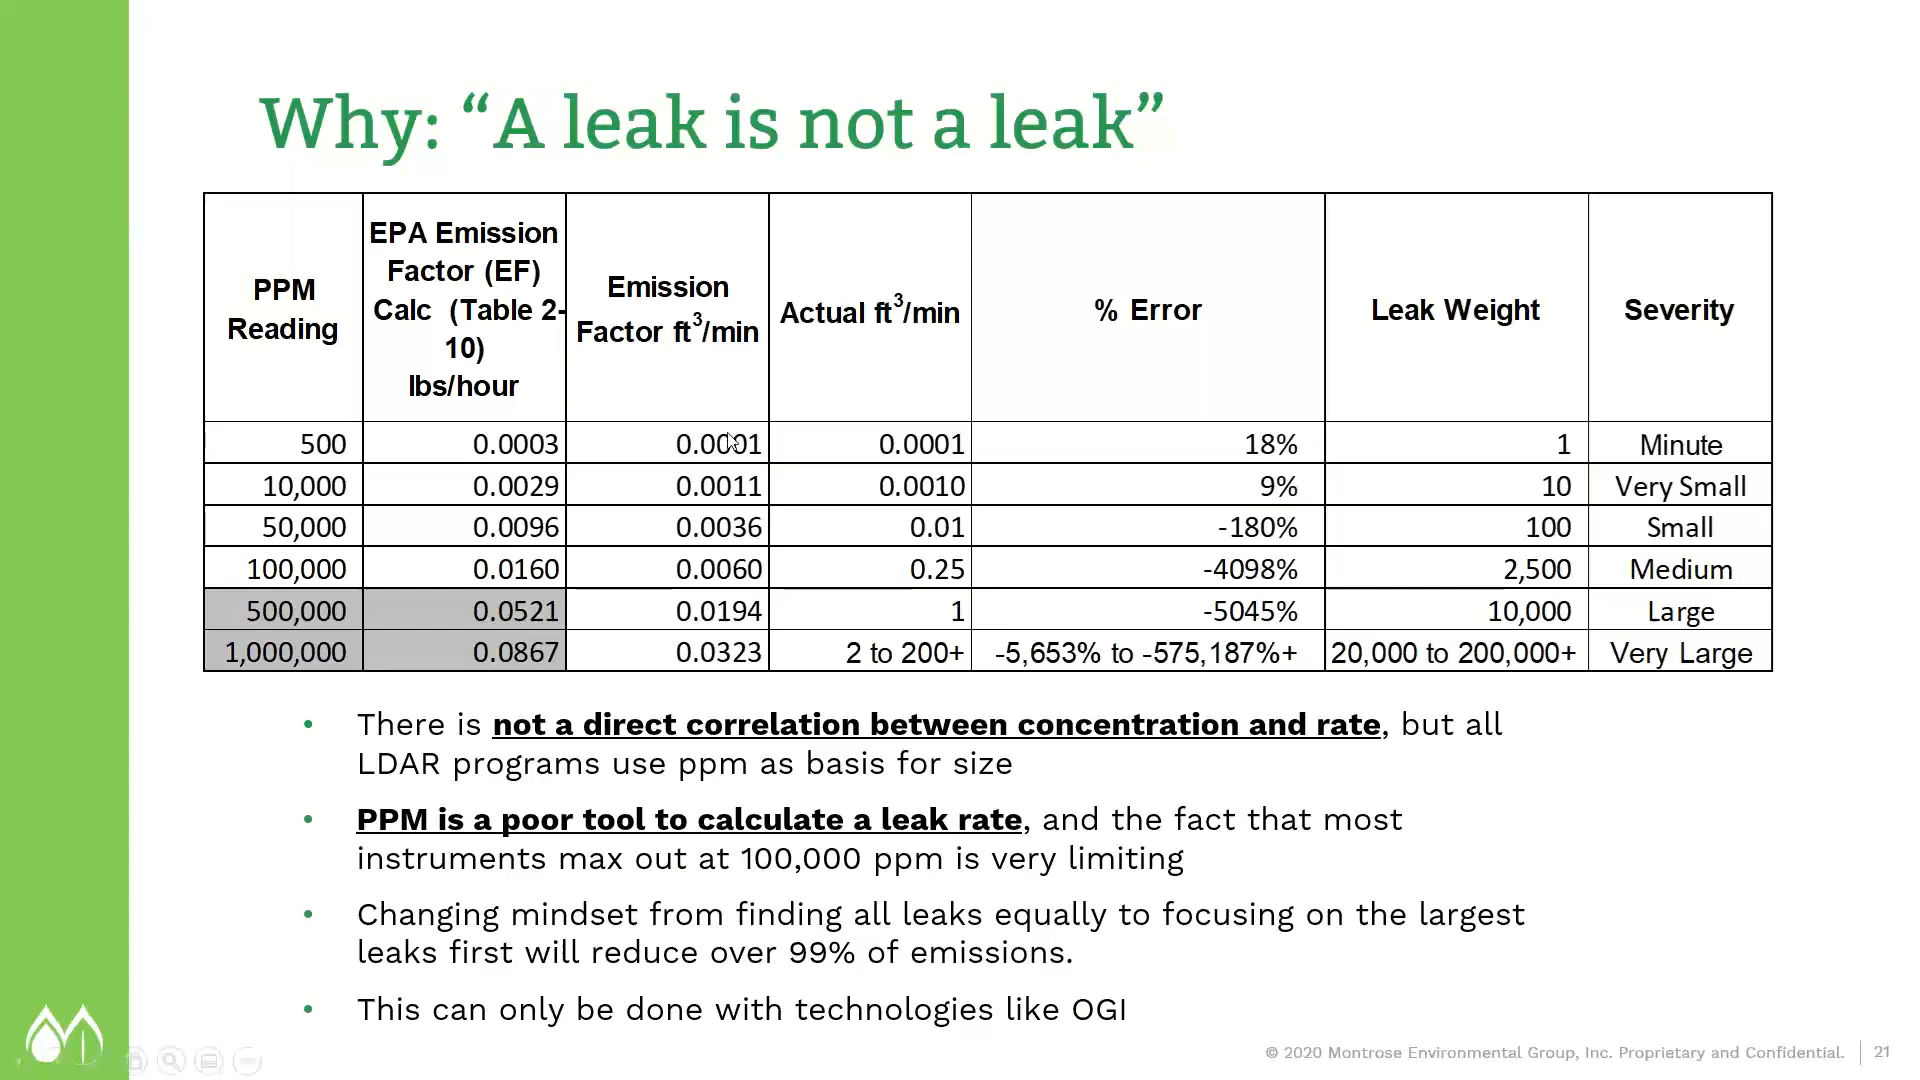 Why: “A leak is not a leak”
PPM Reading | EPA Emission Factor (EF) Calc (Table 2-10) lbs/hour | Emission Factor ft³/min | Actual ft³/min | % Error | Leak Weight | Severity
500 | 0.0003 | 0.0001 | 0.0001 | 18% | 1 | Minute
10,000 | 0.0029 | 0.0011 | 0.0010 | 9% | 10 | Very Small
50,000 | 0.0096 | 0.0036 | 0.01 | -180% | 100 | Small
100,000 | 0.0160 | 0.0060 | 0.25 | -4098% | 2,500 | Medium
500,000 | 0.0521 | 0.0194 | 1 | -5045% | 10,000 | Large
1,000,000 | 0.0867 | 0.0323 | 2 to 200+ | -5,653% to -575,187%+ | 20,000 to 200,000+ | Very Large
• There is not a direct correlation between concentration and rate, but all
LDAR programs use ppm as basis for size
• PPM is a poor tool to calculate a leak rate, and the fact that most
instruments max out at 100,000 ppm is very limiting
• Changing mindset from finding all leaks equally to focusing on the largest
leaks first will reduce over 99% of emissions.
• This can only be done with technologies like OGI
© 2020 Montrose Environmental Group, Inc. Proprietary and Confidential. | 21